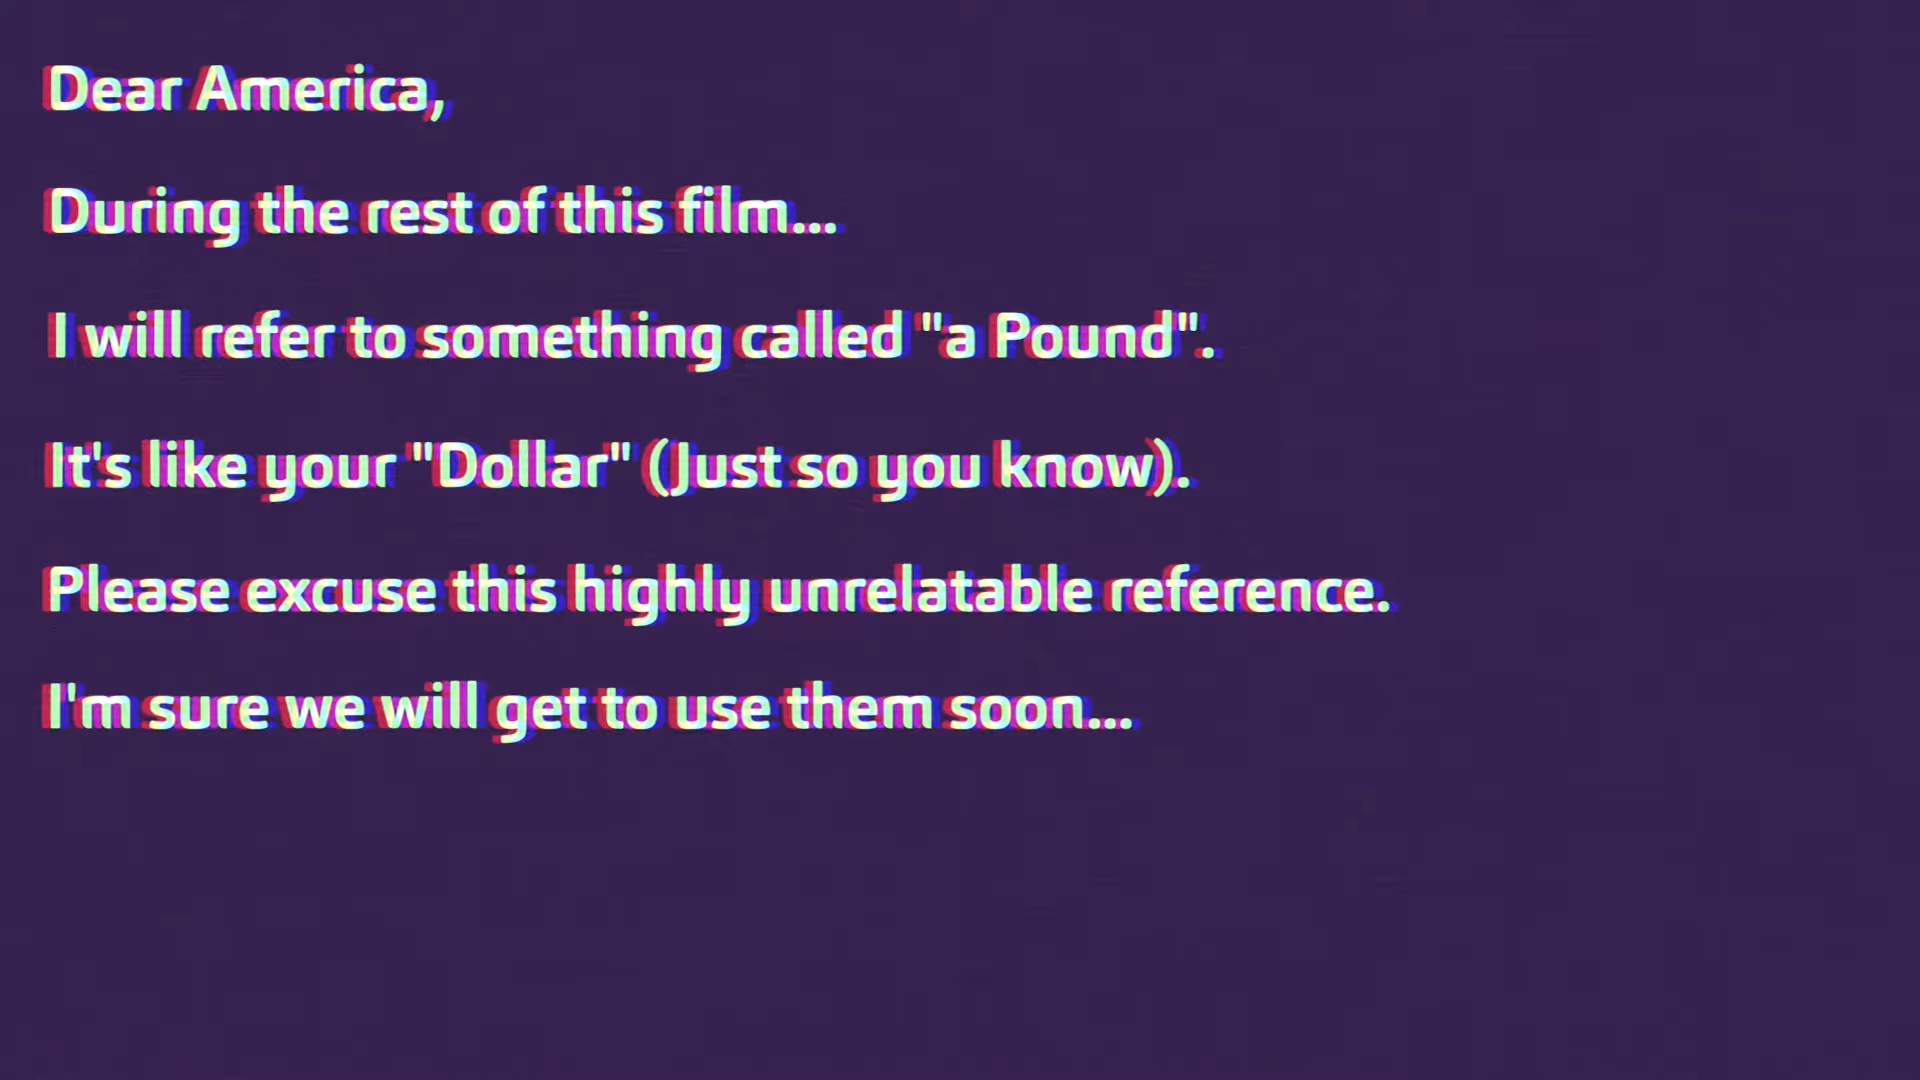 Dear America,
During the rest of this film...
I will refer to something called "a Pound".
It's like your "Dollar" (Just so you know).
Please excuse this highly unrelatable reference.
I'm sure we will get to use them soon...